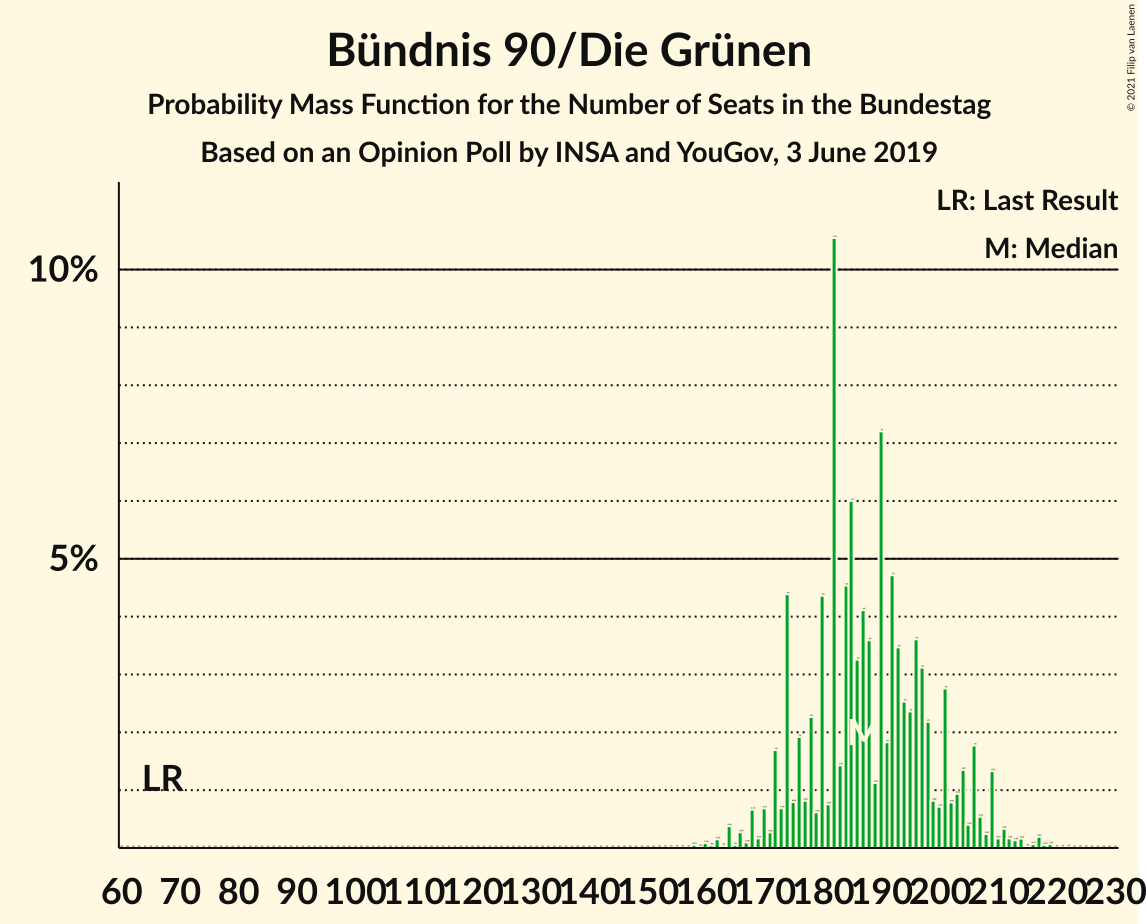 Bündnis 90/Die Grünen
Probability Mass Function for the Number of Seats in the Bundestag
Based on an Opinion Poll by INSA and YouGov, 3 June 2019
© 2021 Filip van Laenen
LR: Last Result
M: Median
10%
5%
LR
M
60 70 80 90 100 110 120 130 140 150 160 170 180 190 200 210 220 230